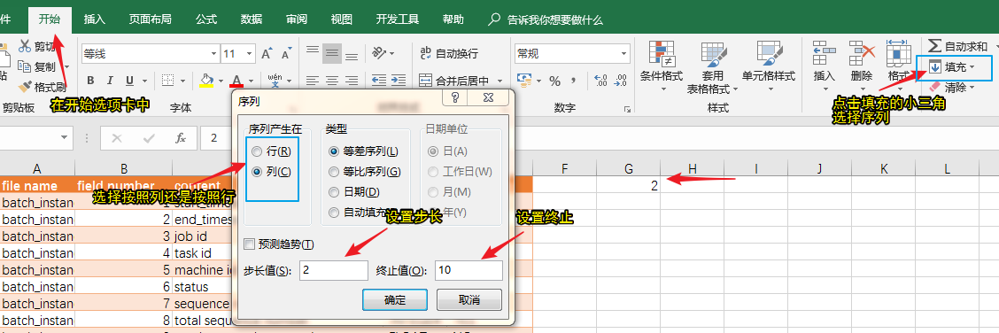 件 开始 插入 页面布局 公式 数据 审阅 视图 开发工具 帮助 告诉我你想要做什么
剪切
复制
格式刷
剪贴板
等线 11 A A
B I U A wén
字体
ab 自动换行
合并后居中
常规
% , .00
数字
条件格式 套用
表格格式 单元格样式
样式
插入 删除 格式
自动求和
填充
清除
在开始选项卡中
点击填充的小三角
选择序列
fx 2
A B F G H I J K L
file name field number content
2
选择按照列还是按照行
batch_instan 1 start_time
batch_instan 2 end_times
batch_instan 3 job id
batch_instan 4 task id
batch_instan 5 machine id
batch_instan 6 status
batch_instan 7 sequence
batch_instan 8 total sequence number
序列
?
序列产生在 类型 日期单位
行(R) 等差序列(L) 日(A)
列(C) 等比序列(G) 工作日(W)
日期(D) 月(M)
自动填充 年(Y)
设置步长 设置终止
预测趋势(T)
步长值(S): 2 终止值(O): 10
确定 取消